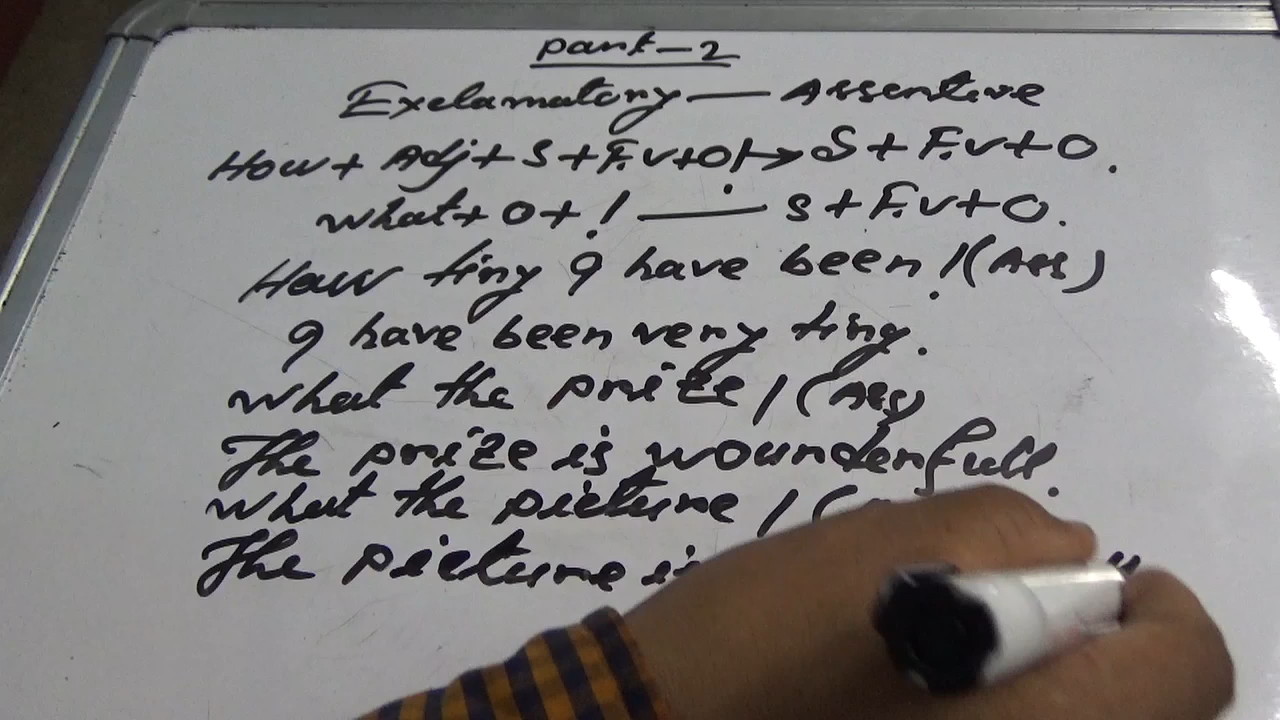 Part-2
Exclamatory — Assertive
How + Adj + S + F.v + O! → S + F.v + O.
What + O + ! — S + F.v + O.
How tiny I have been! (Ass)
I have been very tiny.
What the prize! (Ass)
The prize is wounderfull.
What the picture!
The picture is